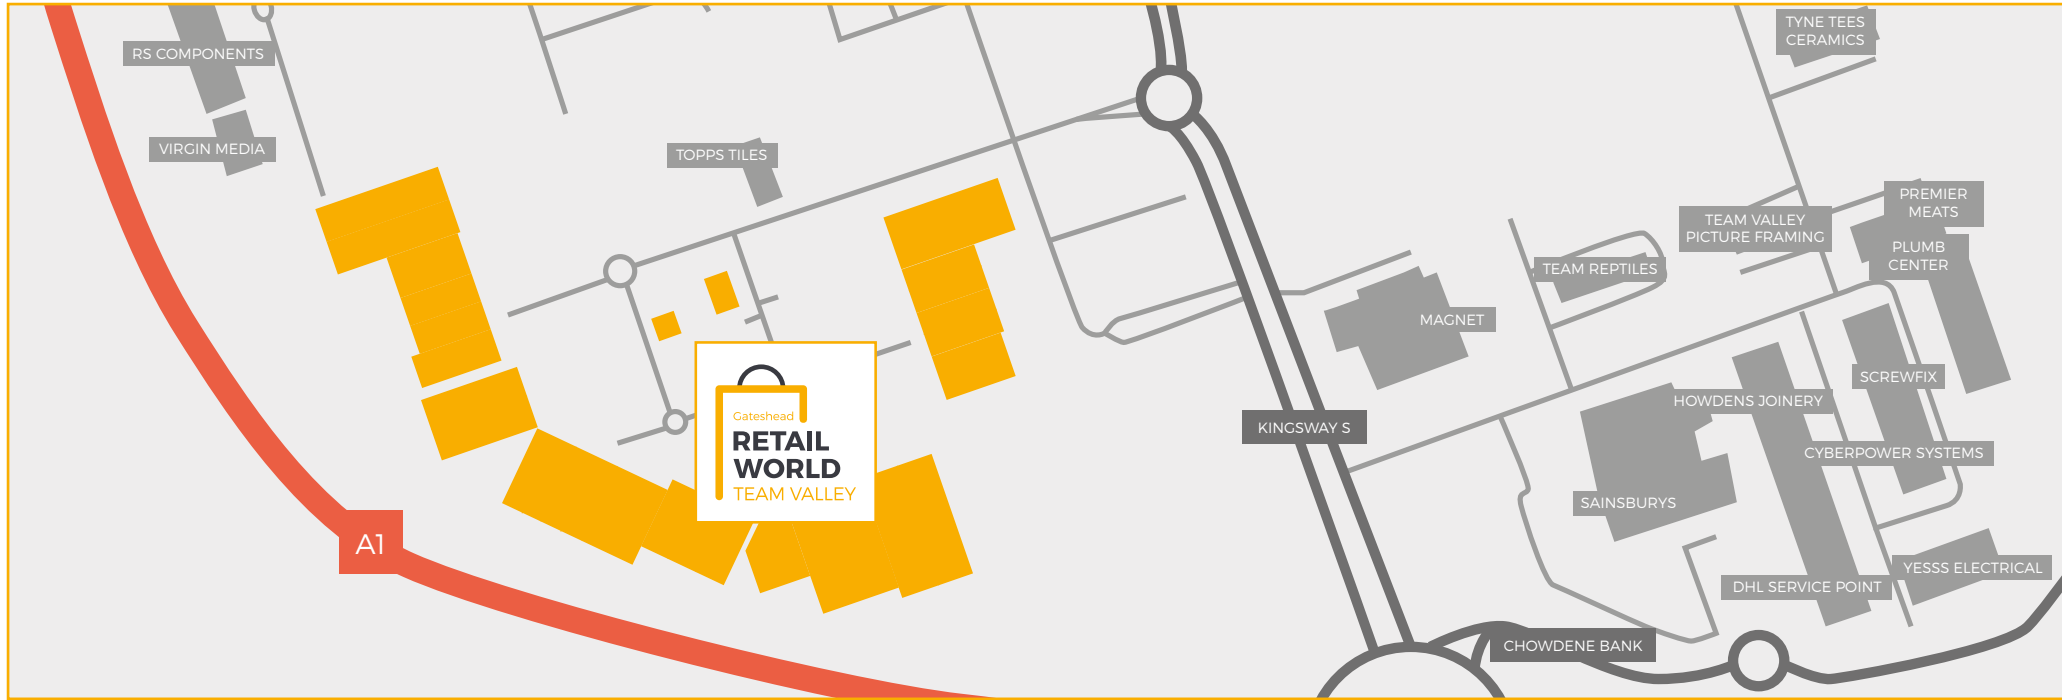 TYNE TEES
CERAMICS
RS COMPONENTS
VIRGIN MEDIA
TOPPS TILES
PREMIER
MEATS
TEAM VALLEY
PICTURE FRAMING
PLUMB
CENTER
TEAM REPTILES
MAGNET
SCREWFIX
HOWDENS JOINERY
Gateshead
RETAIL
WORLD
TEAM VALLEY
KINGSWAY S
CYBERPOWER SYSTEMS
SAINSBURYS
A1
YESSS ELECTRICAL
DHL SERVICE POINT
CHOWDENE BANK